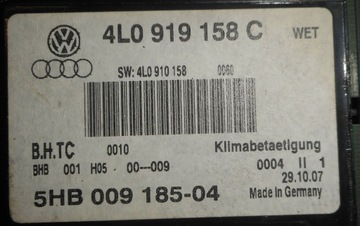 4L0 919 158 C WET
SW: 4L0 910 158 0060
B.H.TC 0010 Klimabetaetigung
BHB 001 H05 00---009 0004 II 1
29.10.07
5HB 009 185-04 Made in Germany